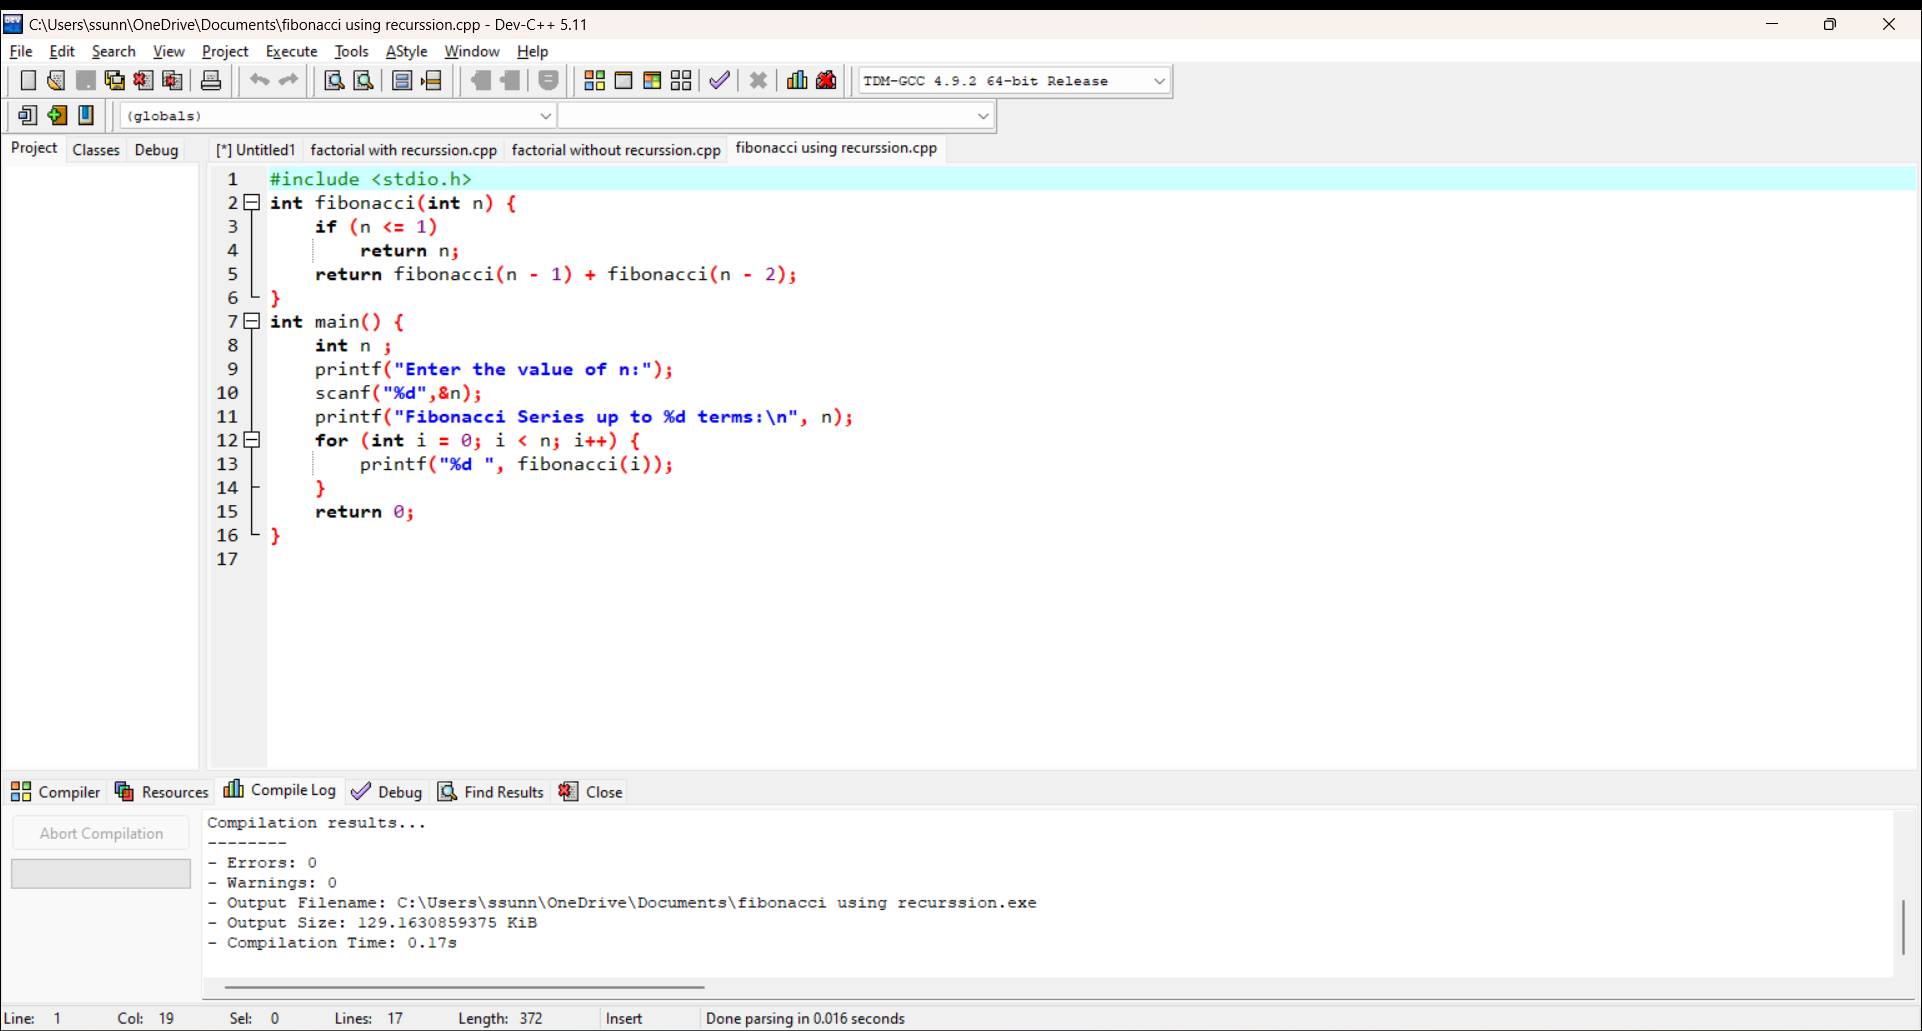 C:\Users\ssunn\OneDrive\Documents\fibonacci using recurssion.cpp - Dev-C++ 5.11
File Edit Search View Project Execute Tools AStyle Window Help
TDM-GCC 4.9.2 64-bit Release
(globals)
Project Classes Debug [*] Untitled1 factorial with recurssion.cpp factorial without recurssion.cpp fibonacci using recurssion.cpp
1 #include <stdio.h>
2 int fibonacci(int n) {
3     if (n <= 1)
4         return n;
5     return fibonacci(n - 1) + fibonacci(n - 2);
6 }
7 int main() {
8     int n ;
9     printf("Enter the value of n:");
10     scanf("%d",&n);
11     printf("Fibonacci Series up to %d terms:\n", n);
12     for (int i = 0; i < n; i++) {
13         printf("%d ", fibonacci(i));
14     }
15     return 0;
16 }
17
Compiler Resources Compile Log Debug Find Results Close
Abort Compilation
Compilation results...
--------
- Errors: 0
- Warnings: 0
- Output Filename: C:\Users\ssunn\OneDrive\Documents\fibonacci using recurssion.exe
- Output Size: 129.1630859375 KiB
- Compilation Time: 0.17s
Line: 1 Col: 19 Sel: 0 Lines: 17 Length: 372 Insert Done parsing in 0.016 seconds